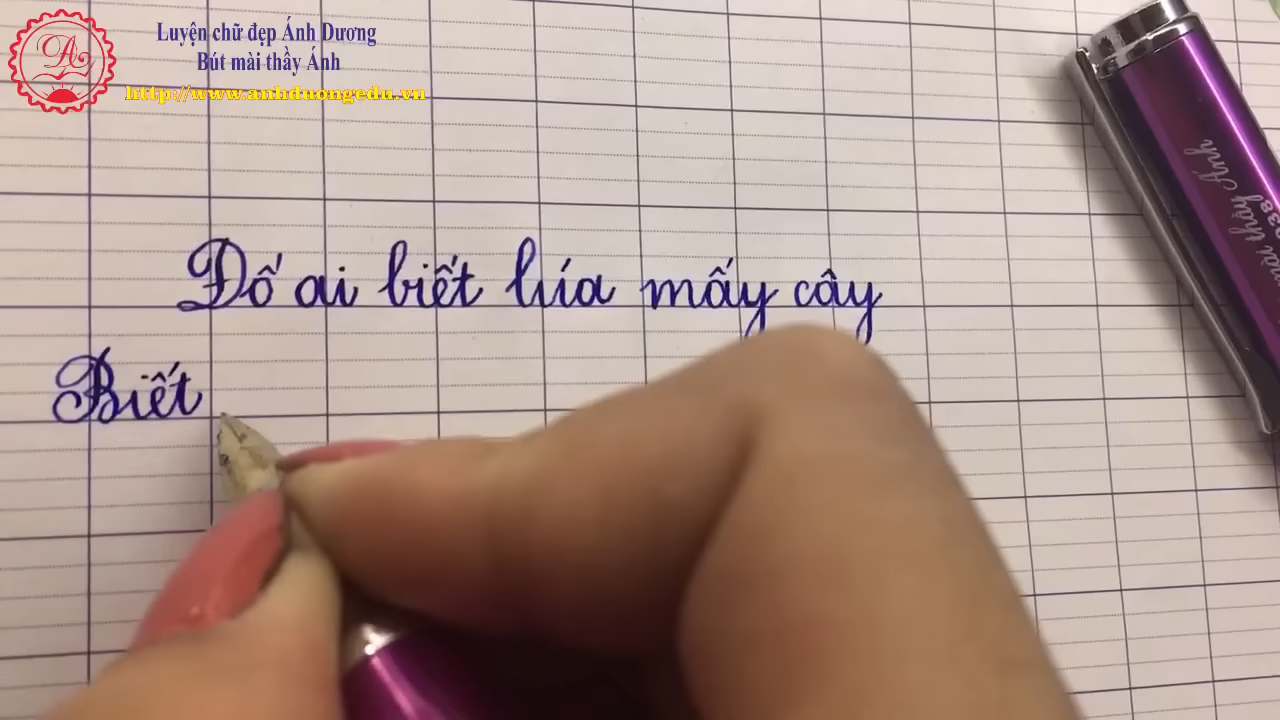 Luyện chữ đẹp Ánh Dương
Bút mài thầy Ánh
http://www.anhduongedu.vn
Đố ai biết lúa mấy cây
Biết
thầy Ánh